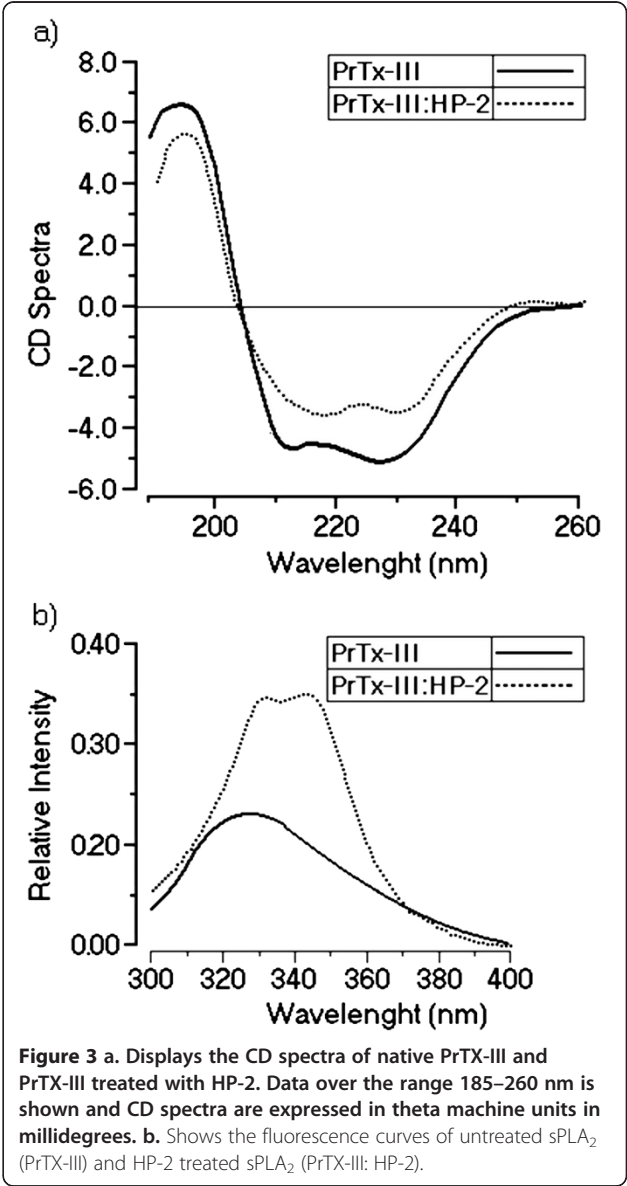 a)
8.0
6.0
4.0
2.0
0.0
-2.0
-4.0
-6.0
CD Spectra
PrTx-III
PrTx-III:HP-2
200 220 240 260
Wavelenght (nm)
b)
0.40
0.30
0.20
0.00
Relative Intensity
PrTx-III
PrTx-III:HP-2
300 320 340 360 380 400
Wavelenght (nm)
Figure 3 a. Displays the CD spectra of native PrTX-III and
PrTX-III treated with HP-2. Data over the range 185–260 nm is
shown and CD spectra are expressed in theta machine units in
millidegrees. b. Shows the fluorescence curves of untreated sPLA₂
(PrTX-III) and HP-2 treated sPLA₂ (PrTX-III: HP-2).